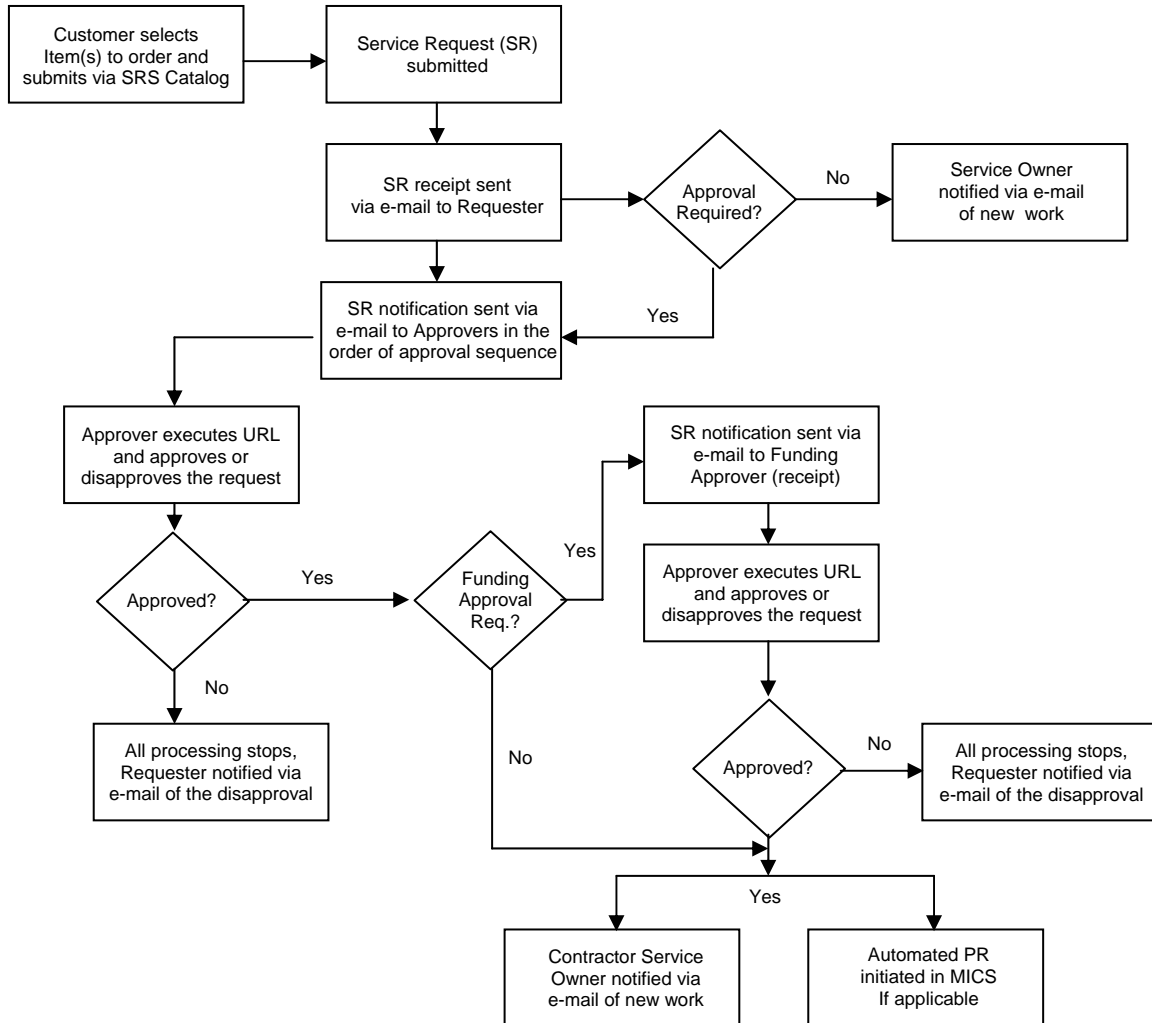 Customer selects
Item(s) to order and
submits via SRS Catalog
Service Request (SR)
submitted
SR receipt sent
via e-mail to Requester
Approval
Required?
No
Service Owner
notified via e-mail
of new work
Yes
SR notification sent via
e-mail to Approvers in the
order of approval sequence
Approver executes URL
and approves or
disapproves the request
Approved?
Yes
No
All processing stops,
Requester notified via
e-mail of the disapproval
Funding
Approval
Req.?
Yes
No
SR notification sent via
e-mail to Funding
Approver (receipt)
Approver executes URL
and approves or
disapproves the request
Approved?
No
All processing stops,
Requester notified via
e-mail of the disapproval
Yes
Contractor Service
Owner notified via
e-mail of new work
Automated PR
initiated in MICS
If applicable